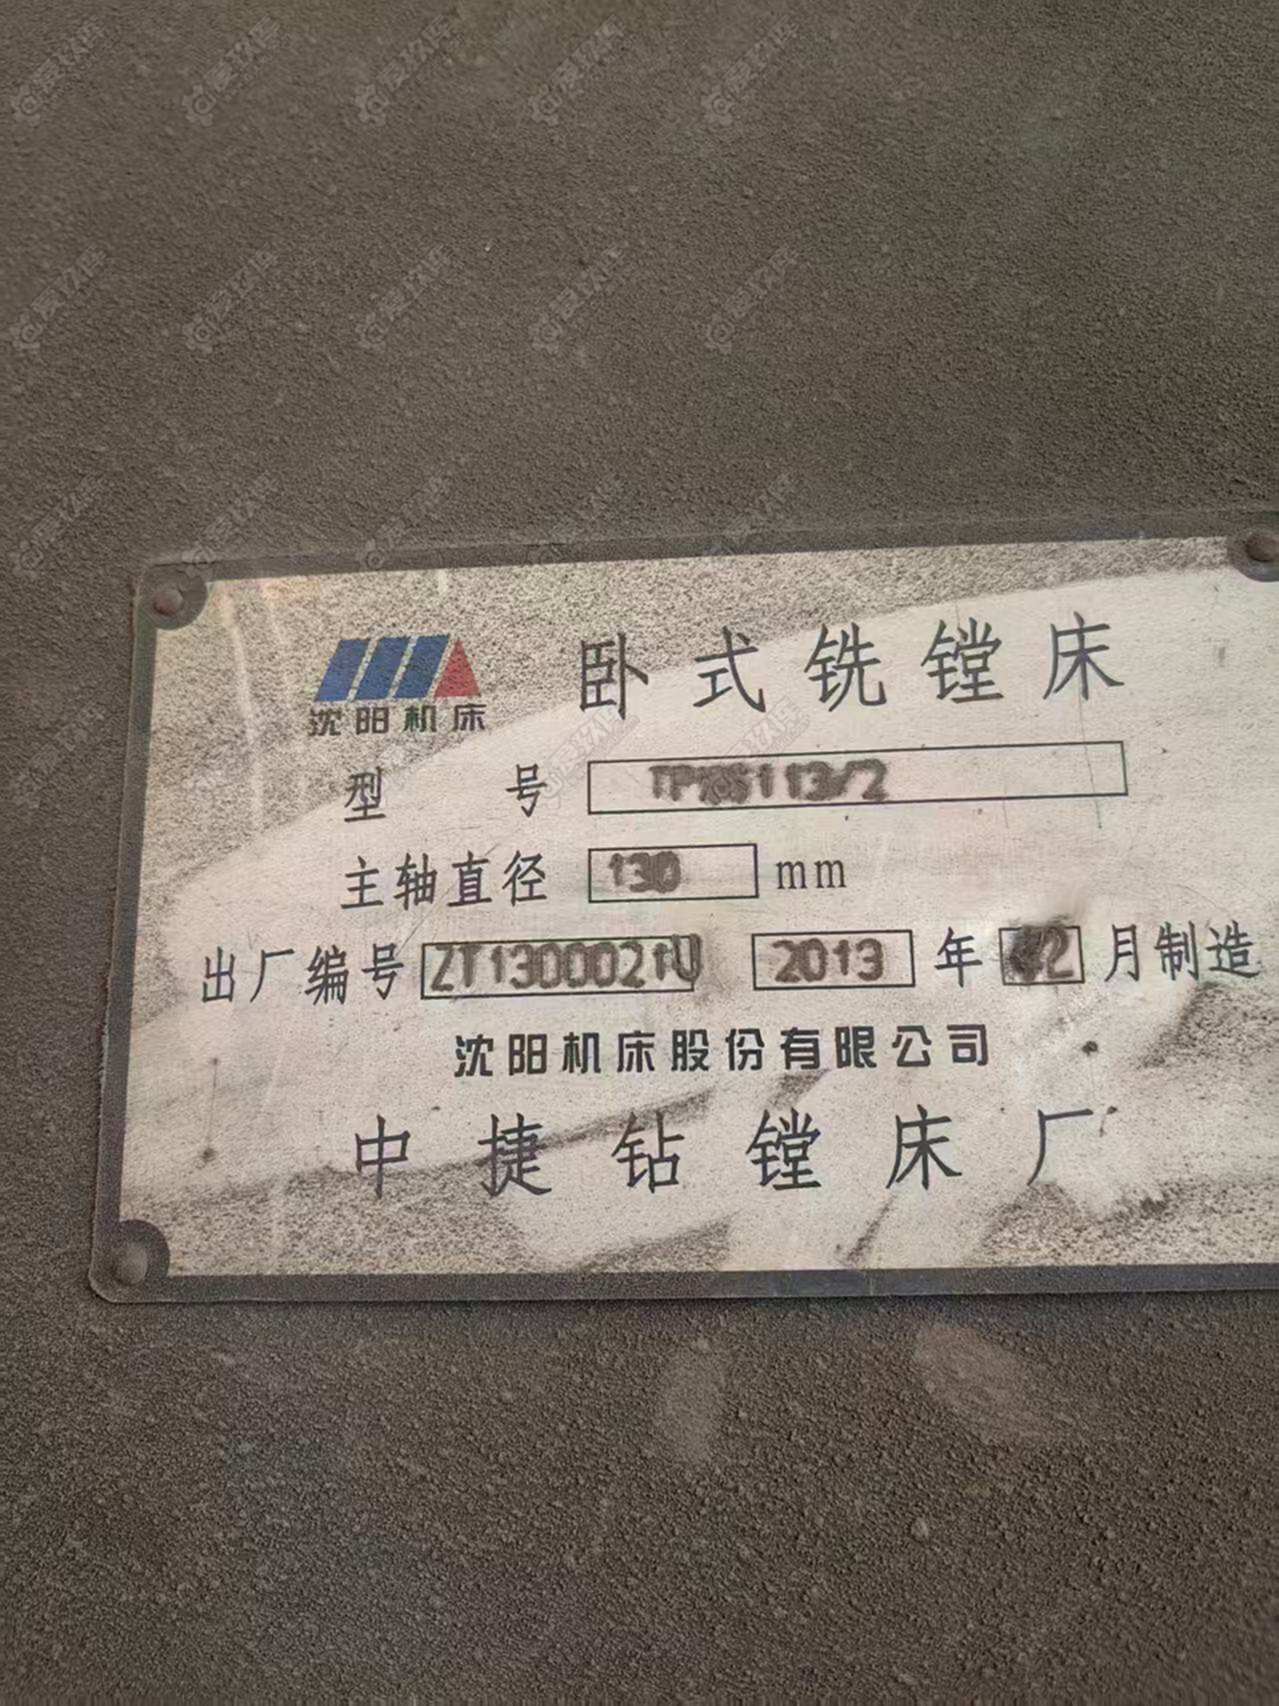 沈阳机床
卧式铣镗床
型 号
主轴直径 130 mm
出厂编号 2013 年 月制造
沈阳机床股份有限公司
中捷钻镗床厂